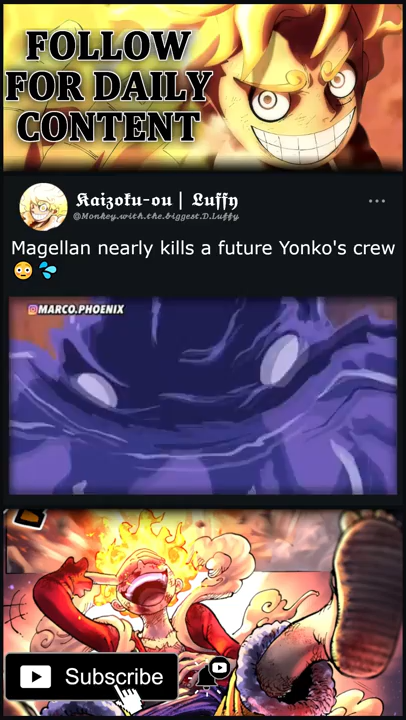 FOLLOW
FOR DAILY
CONTENT
Kaizoku-ou | Luffy
@Monkey.with.the.biggest.D.Luffy
Magellan nearly kills a future Yonko's crew
😳💦
MARCO.PHOENIX
Subscribe